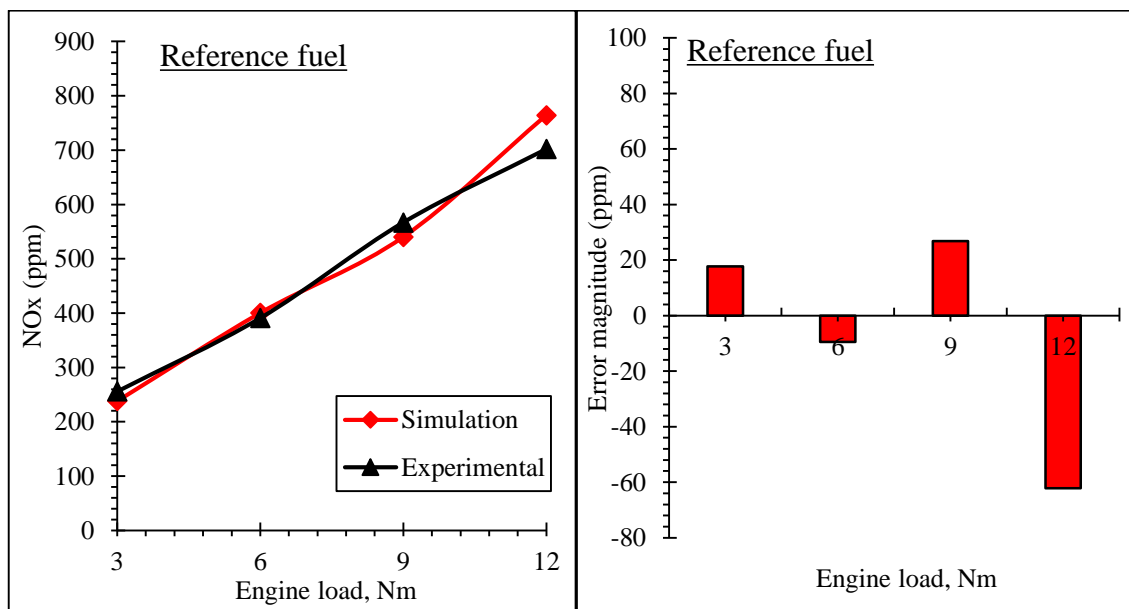 Reference fuel
NOx (ppm)
900
800
700
600
500
400
300
200
100
0
Simulation
Experimental
3 6 9 12
Engine load, Nm
Reference fuel
Error magnitude (ppm)
100
80
60
40
20
0
-20
-40
-60
-80
3 6 9 12
Engine load, Nm